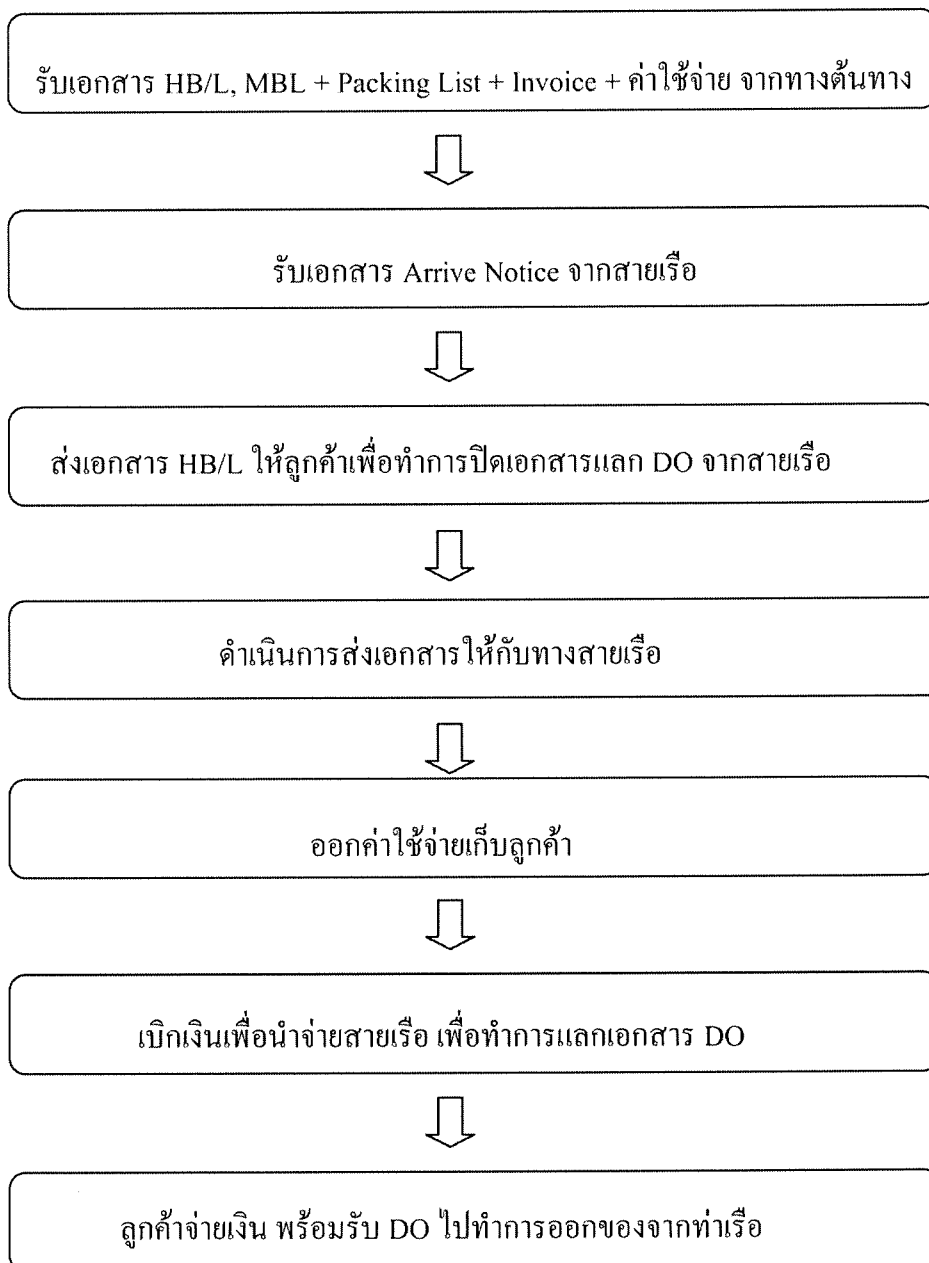 รับเอกสาร HB/L, MBL + Packing List + Invoice + ค่าใช้จ่าย จากทางต้นทาง
รับเอกสาร Arrive Notice จากสายเรือ
ส่งเอกสาร HB/L ให้ลูกค้าเพื่อทำการปิดเอกสารแลก DO จากสายเรือ
ดำเนินการส่งเอกสารให้กับทางสายเรือ
ออกค่าใช้จ่ายเก็บลูกค้า
เบิกเงินเพื่อนำจ่ายสายเรือ เพื่อทำการแลกเอกสาร DO
ลูกค้าจ่ายเงิน พร้อมรับ DO ไปทำการออกของจากท่าเรือ